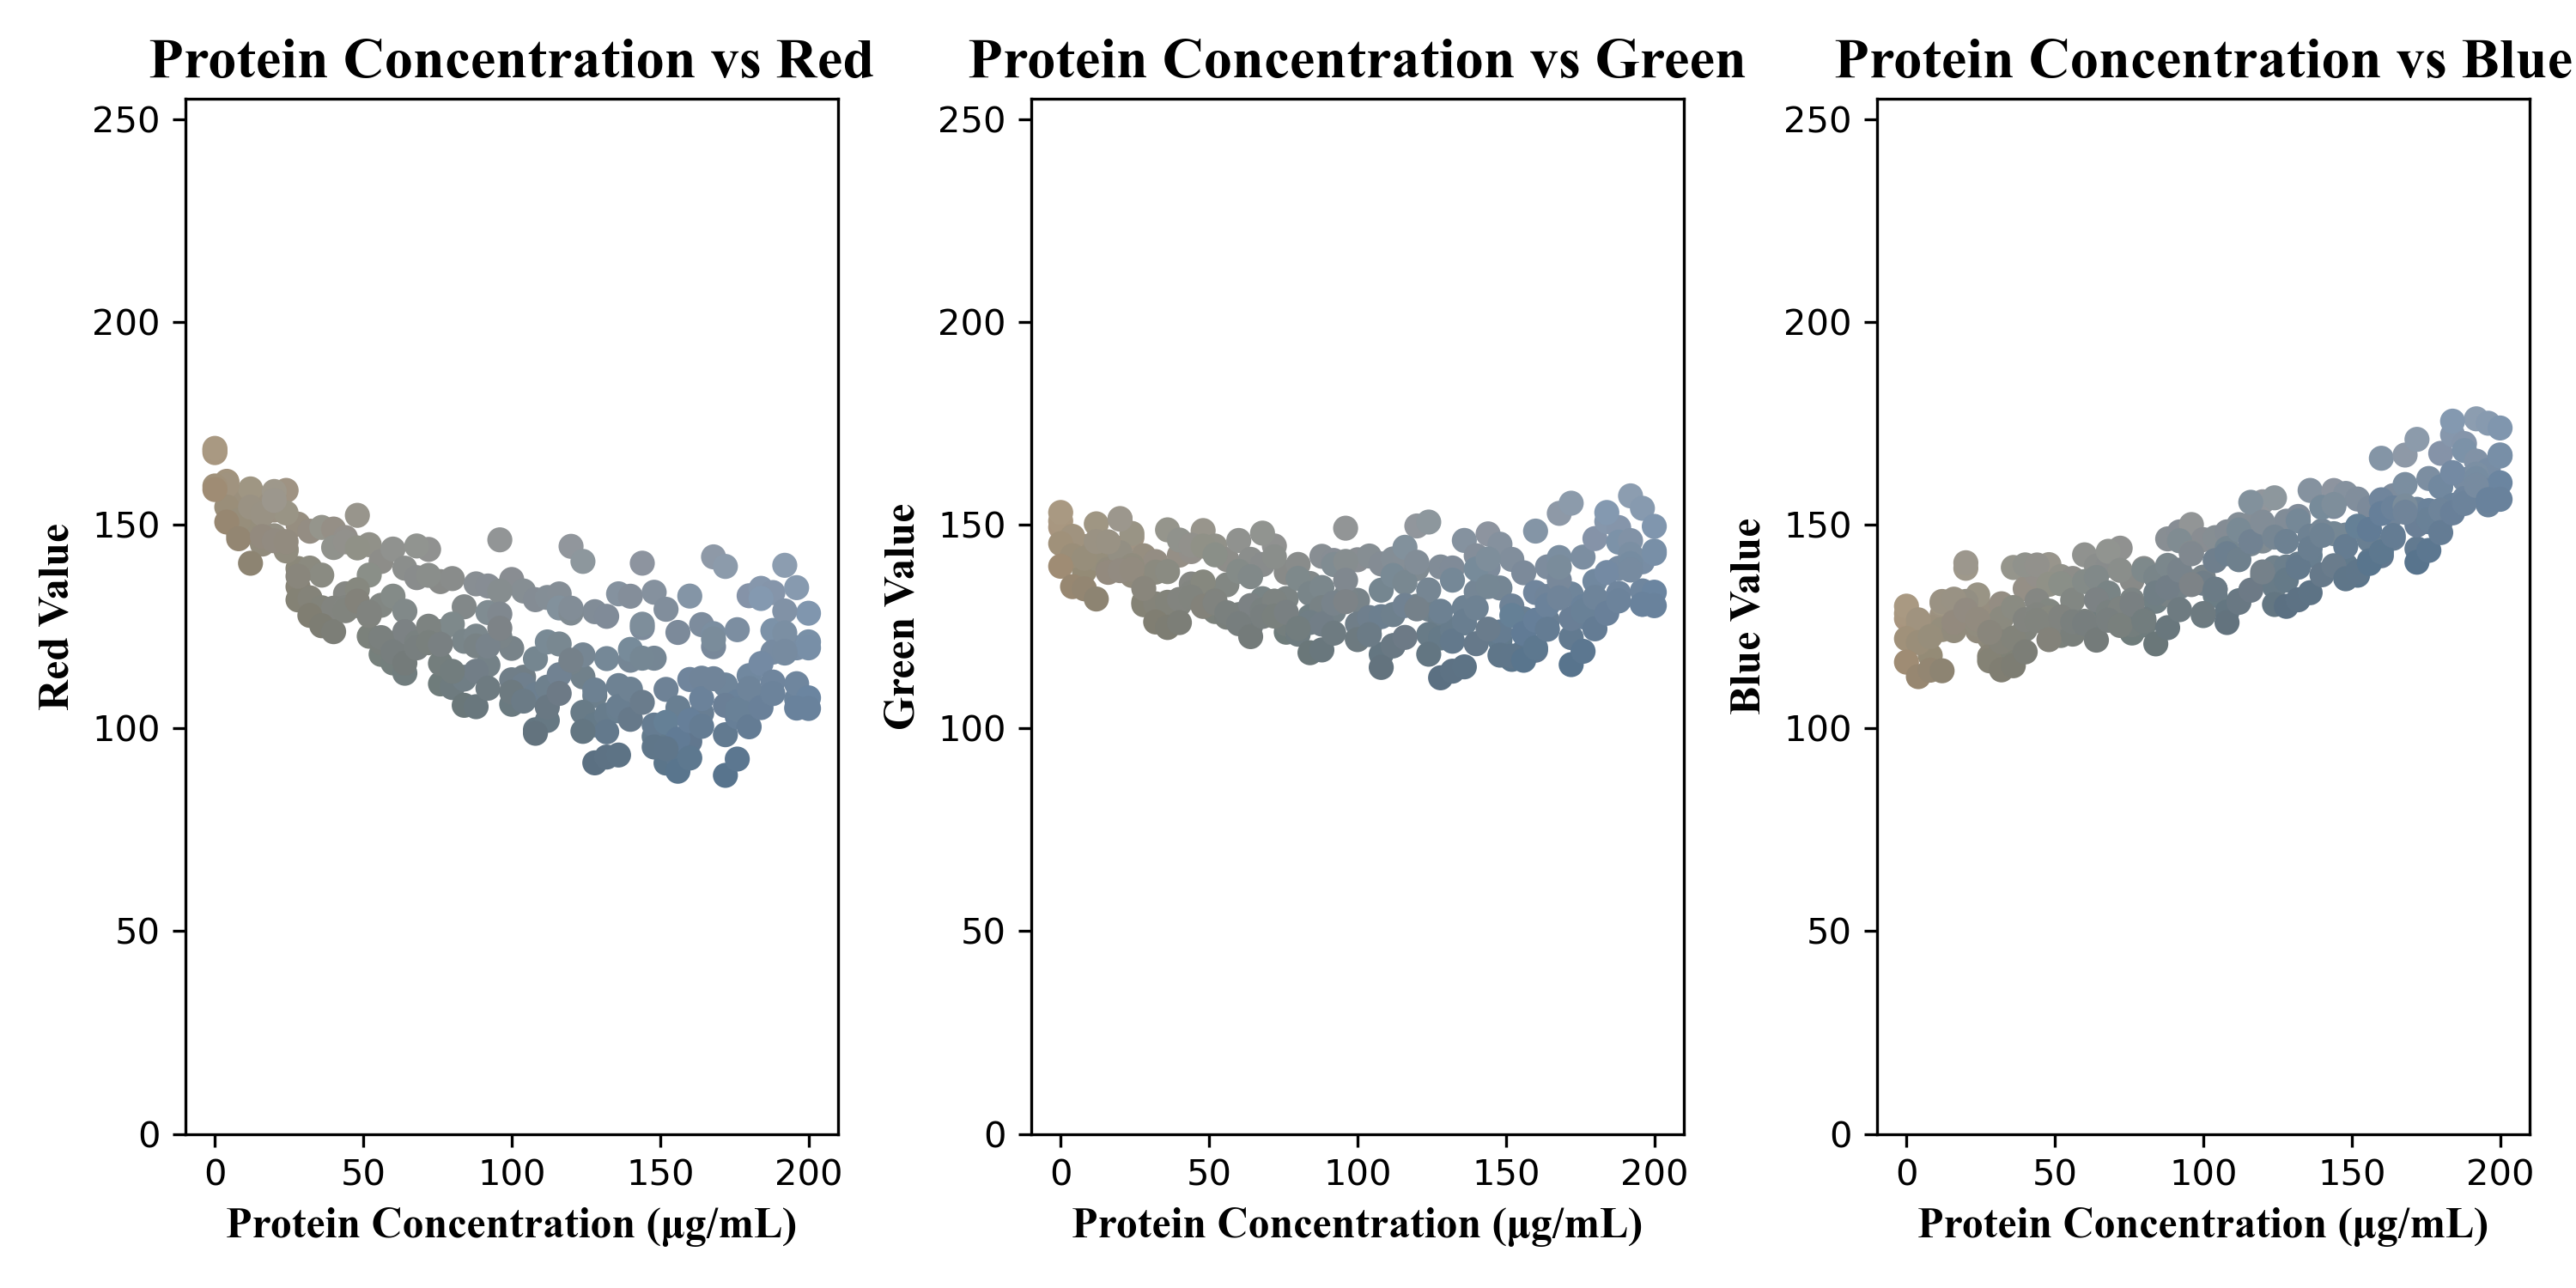 Protein Concentration vs Red
Protein Concentration vs Green
Protein Concentration vs Blue
250
200
150
100
50
0
Red Value
0 50 100 150 200
Protein Concentration (µg/mL)
250
200
150
100
50
0
Green Value
0 50 100 150 200
Protein Concentration (µg/mL)
250
200
150
100
50
0
Blue Value
0 50 100 150 200
Protein Concentration (µg/mL)